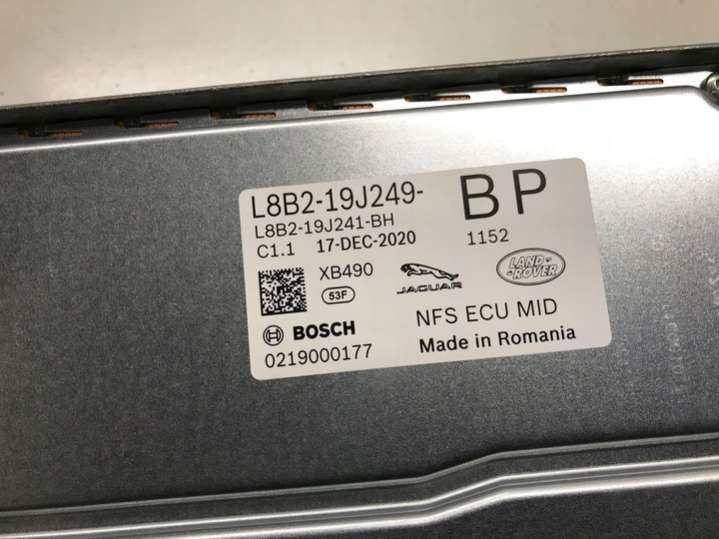 L8B2-19J249- BP
L8B2-19J241-BH
C1.1 17-DEC-2020 1152
XB490 JAGUAR LAND ROVER
53F
BOSCH NFS ECU MID
0219000177 Made in Romania